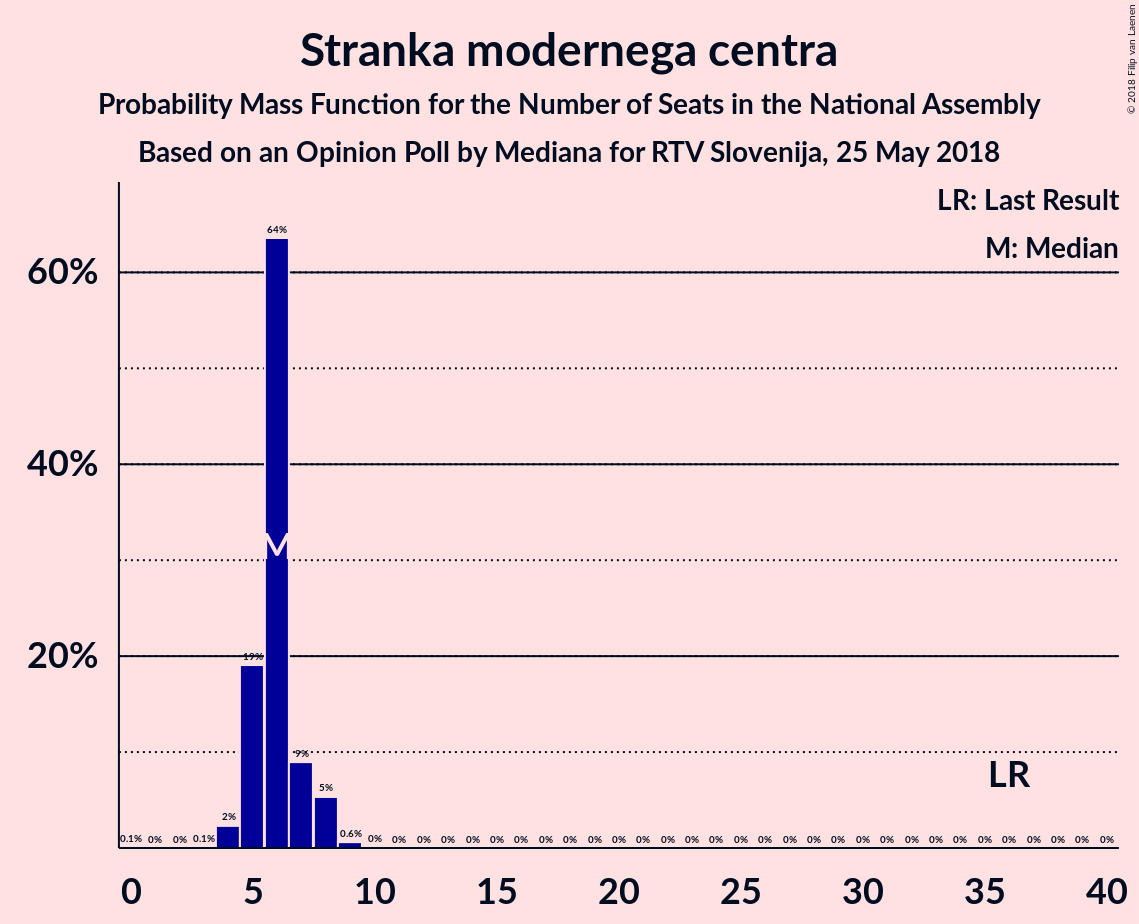 Stranka modernega centra
Probability Mass Function for the Number of Seats in the National Assembly
Based on an Opinion Poll by Mediana for RTV Slovenija, 25 May 2018
© 2018 Filip van Laenen
LR: Last Result
M: Median
60%
40%
20%
64%
19%
9%
5%
2%
0.1% 0% 0% 0.1% 0.6% 0% 0% 0% 0% 0% 0% 0% 0% 0% 0% 0% 0% 0% 0% 0% 0% 0% 0% 0% 0% 0% 0% 0% 0% 0% 0% 0% 0% 0% 0% 0%
M
LR
0 5 10 15 20 25 30 35 40